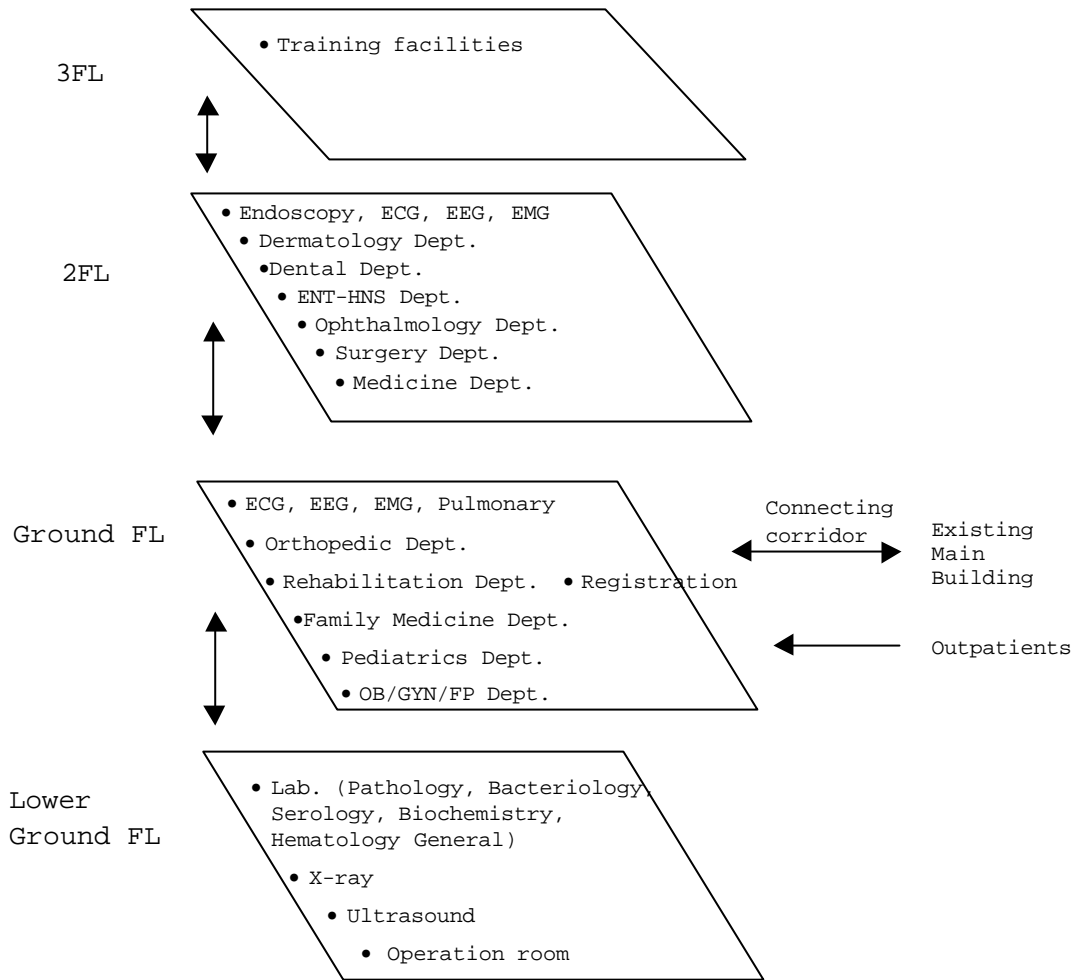 3FL
• Training facilities
2FL
• Endoscopy, ECG, EEG, EMG
• Dermatology Dept.
•Dental Dept.
• ENT-HNS Dept.
• Ophthalmology Dept.
• Surgery Dept.
• Medicine Dept.
Ground FL
• ECG, EEG, EMG, Pulmonary
• Orthopedic Dept.
• Rehabilitation Dept. • Registration
•Family Medicine Dept.
• Pediatrics Dept.
• OB/GYN/FP Dept.
Connecting
corridor
Existing
Main
Building
Outpatients
Lower
Ground FL
• Lab. (Pathology, Bacteriology,
Serology, Biochemistry,
Hematology General)
• X-ray
• Ultrasound
• Operation room